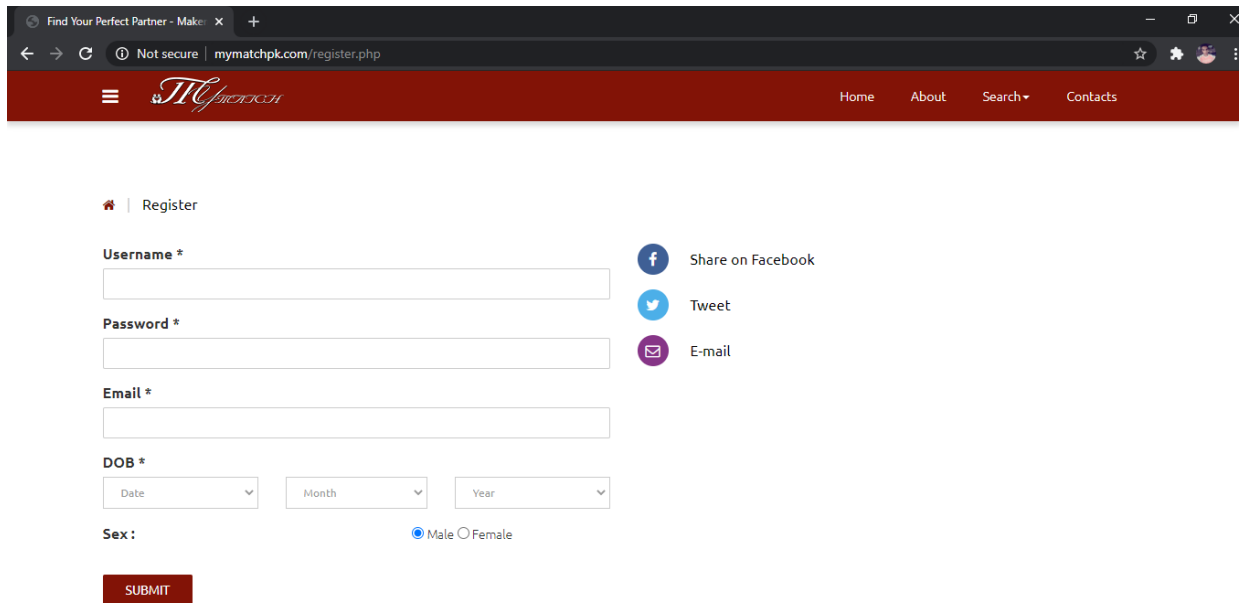 Find Your Perfect Partner - Maker
Not secure | mymatchpk.com/register.php
Mymatch
Home About Search Contacts
| Register
Username *
Share on Facebook
Tweet
Password *
E-mail
Email *
DOB *
Date Month Year
Sex : Male Female
SUBMIT